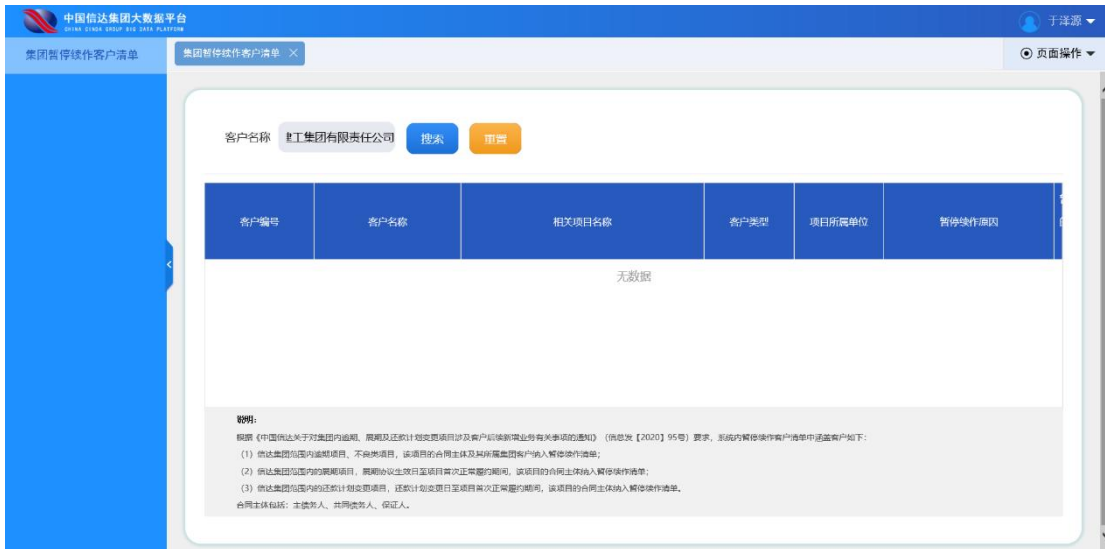 中国信达集团大数据平台
CHINA CINDA GROUP BIG DATA PLATFORM
于泽源
集团暂停续作客户清单
集团暂停续作客户清单
页面操作
客户名称
工集团有限责任公司
搜索
重置
客户编号
客户名称
相关项目名称
客户类型
项目所属单位
暂停续作原因
无数据
说明：
根据《中国信达关于对集团内逾期、展期及还款计划变更项目涉及客户后续新增业务有关事项的通知》（信总发【2020】95号）要求，系统内暂停续作客户清单中涵盖客户如下：
（1）信达集团范围内逾期项目、不良类项目，该项目的合同主体及其所属集团客户纳入暂停续作清单；
（2）信达集团范围内的展期项目，展期协议生效日至项目首次正常履约期间，该项目的合同主体纳入暂停续作清单；
（3）信达集团范围内的还款计划变更项目，还款计划变更日至项目首次正常履约期间，该项目的合同主体纳入暂停续作清单。
合同主体包括：主债务人、共同债务人、保证人。